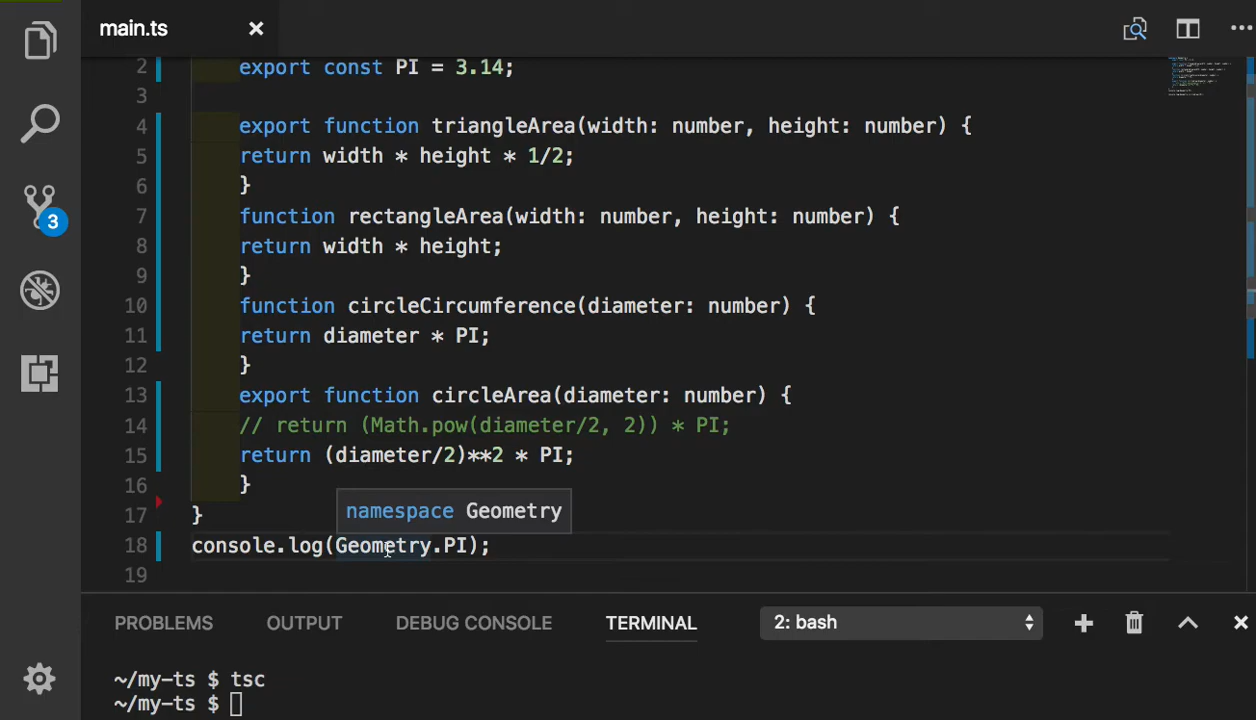 main.ts
2 export const PI = 3.14;
3
4 export function triangleArea(width: number, height: number) {
5 return width * height * 1/2;
6 }
7 function rectangleArea(width: number, height: number) {
8 return width * height;
9 }
10 function circleCircumference(diameter: number) {
11 return diameter * PI;
12 }
13 export function circleArea(diameter: number) {
14 // return (Math.pow(diameter/2, 2)) * PI;
15 return (diameter/2)**2 * PI;
16 }
namespace Geometry
17 }
18 console.log(Geometry.PI);
19
3
PROBLEMS OUTPUT DEBUG CONSOLE TERMINAL 2: bash
~/my-ts $ tsc
~/my-ts $